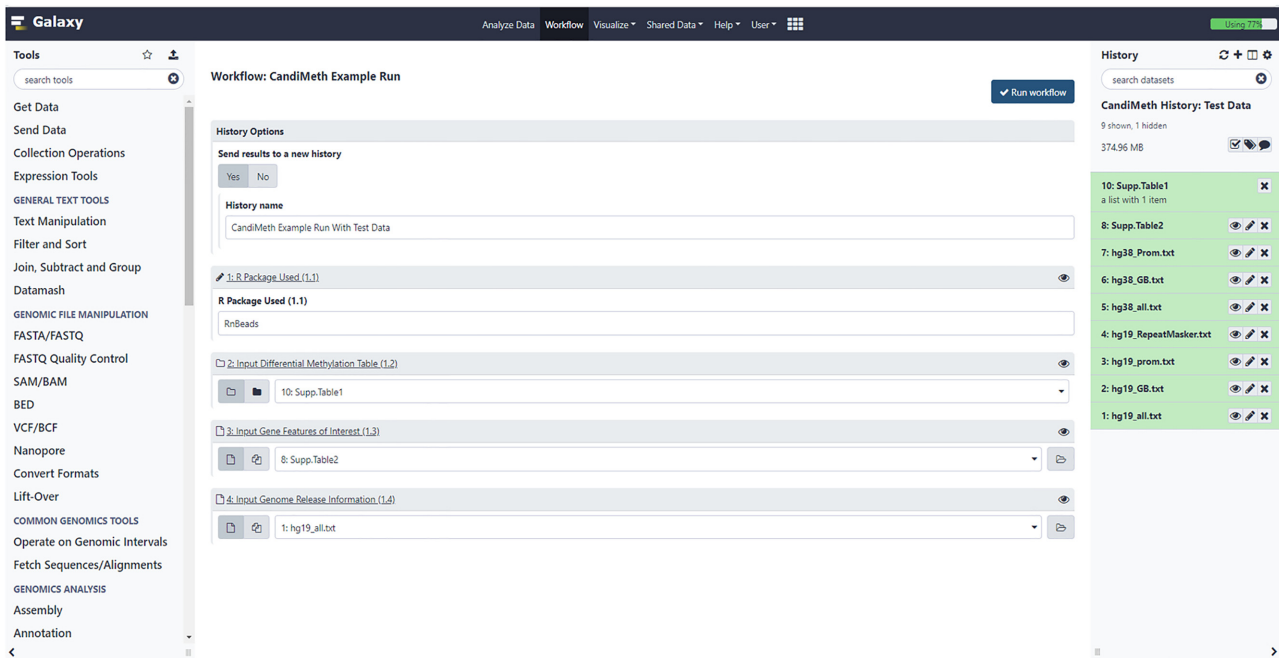 Galaxy
Analyze Data
Workflow
Visualize
Shared Data
Help
User
Using 77%
Tools
search tools
Get Data
Send Data
Collection Operations
Expression Tools
GENERAL TEXT TOOLS
Text Manipulation
Filter and Sort
Join, Subtract and Group
Datamash
GENOMIC FILE MANIPULATION
FASTA/FASTQ
FASTQ Quality Control
SAM/BAM
BED
VCF/BCF
Nanopore
Convert Formats
Lift-Over
COMMON GENOMICS TOOLS
Operate on Genomic Intervals
Fetch Sequences/Alignments
GENOMICS ANALYSIS
Assembly
Annotation
Workflow: CandiMeth Example Run
Run workflow
History Options
Send results to a new history
Yes
No
History name
CandiMeth Example Run With Test Data
1: R Package Used (1.1)
R Package Used (1.1)
RnBeads
2: Input Differential Methylation Table (1.2)
10: Supp.Table1
3: Input Gene Features of Interest (1.3)
8: Supp.Table2
4: Input Genome Release Information (1.4)
1: hg19_all.txt
History
search datasets
CandiMeth History: Test Data
9 shown, 1 hidden
374.96 MB
10: Supp.Table1
a list with 1 item
8: Supp.Table2
7: hg38_Prom.txt
6: hg38_GB.txt
5: hg38_all.txt
4: hg19_RepeatMasker.txt
3: hg19_prom.txt
2: hg19_GB.txt
1: hg19_all.txt